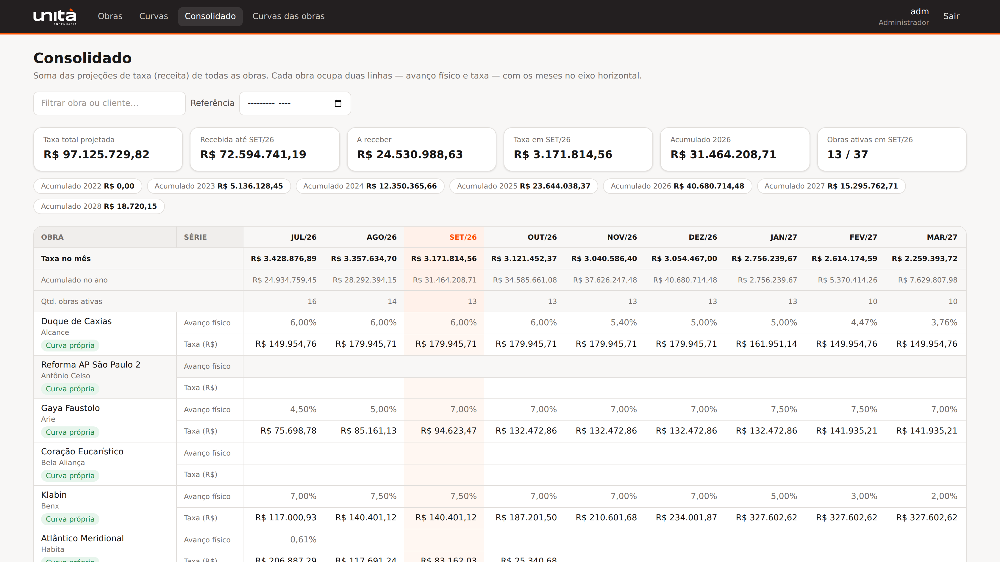 unità
ENGENHARIA
Obras Curvas Consolidado Curvas das obras
adm
Administrador
Sair
Consolidado
Soma das projeções de taxa (receita) de todas as obras. Cada obra ocupa duas linhas — avanço físico e taxa — com os meses no eixo horizontal.
Filtrar obra ou cliente... Referência --------- ----
Taxa total projetada
R$ 97.125.729,82
Recebida até SET/26
R$ 72.594.741,19
A receber
R$ 24.530.988,63
Taxa em SET/26
R$ 3.171.814,56
Acumulado 2026
R$ 31.464.208,71
Obras ativas em SET/26
13 / 37
Acumulado 2022 R$ 0,00 Acumulado 2023 R$ 5.136.128,45 Acumulado 2024 R$ 12.350.365,66 Acumulado 2025 R$ 23.644.038,37 Acumulado 2026 R$ 40.680.714,48 Acumulado 2027 R$ 15.295.762,71
Acumulado 2028 R$ 18.720,15
OBRA SÉRIE JUL/26 AGO/26 SET/26 OUT/26 NOV/26 DEZ/26 JAN/27 FEV/27 MAR/27
Taxa no mês R$ 3.428.876,89 R$ 3.357.634,70 R$ 3.171.814,56 R$ 3.121.452,37 R$ 3.040.586,40 R$ 3.054.467,00 R$ 2.756.239,67 R$ 2.614.174,59 R$ 2.259.393,72
Acumulado no ano R$ 24.934.759,45 R$ 28.292.394,15 R$ 31.464.208,71 R$ 34.585.661,08 R$ 37.626.247,48 R$ 40.680.714,48 R$ 2.756.239,67 R$ 5.370.414,26 R$ 7.629.807,98
Qtd. obras ativas 16 14 13 13 13 13 13 10 10
Duque de Caxias
Alcance
Curva própria
Avanço físico 6,00% 6,00% 6,00% 6,00% 5,40% 5,00% 5,00% 4,47% 3,76%
Taxa (R$) R$ 149.954,76 R$ 179.945,71 R$ 179.945,71 R$ 179.945,71 R$ 179.945,71 R$ 179.945,71 R$ 161.951,14 R$ 149.954,76 R$ 149.954,76
Reforma AP São Paulo 2
Antônio Celso
Curva própria
Avanço físico
Taxa (R$)
Gaya Faustolo
Arie
Curva própria
Avanço físico 4,50% 5,00% 7,00% 7,00% 7,00% 7,00% 7,50% 7,50% 7,00%
Taxa (R$) R$ 75.698,78 R$ 85.161,13 R$ 94.623,47 R$ 132.472,86 R$ 132.472,86 R$ 132.472,86 R$ 132.472,86 R$ 141.935,21 R$ 141.935,21
Coração Eucarístico
Bela Aliança
Curva própria
Avanço físico
Taxa (R$)
Klabin
Benx
Curva própria
Avanço físico 7,00% 7,50% 7,50% 7,00% 7,00% 7,00% 5,00% 3,00% 2,00%
Taxa (R$) R$ 117.000,93 R$ 140.401,12 R$ 140.401,12 R$ 187.201,50 R$ 210.601,68 R$ 234.001,87 R$ 327.602,62 R$ 327.602,62 R$ 327.602,62
Atlântico Meridional
Habita
Curva própria
Avanço físico 0,61%
Taxa (R$) R$ 206.887,29 R$ 117.691,24 R$ 83.162,03 R$ 25.340,68